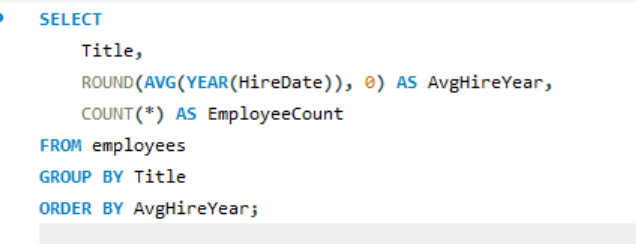 SELECT
    Title,
    ROUND(AVG(YEAR(HireDate)), 0) AS AvgHireYear,
    COUNT(*) AS EmployeeCount
FROM employees
GROUP BY Title
ORDER BY AvgHireYear;